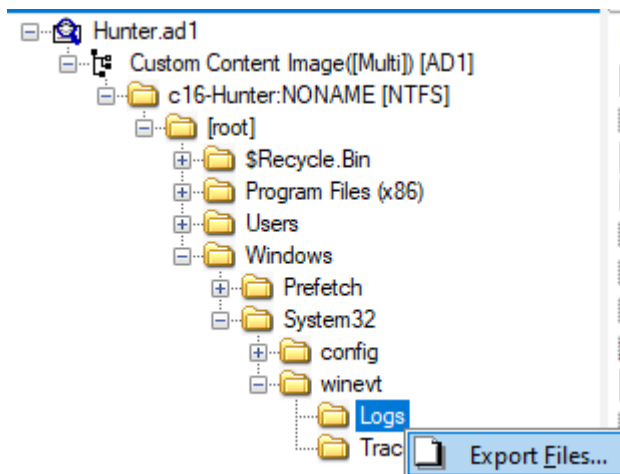 Hunter.ad1
Custom Content Image([Multi]) [AD1]
c16-Hunter:NONAME [NTFS]
[root]
$Recycle.Bin
Program Files (x86)
Users
Windows
Prefetch
System32
config
winevt
Logs
Trac
Export Files...